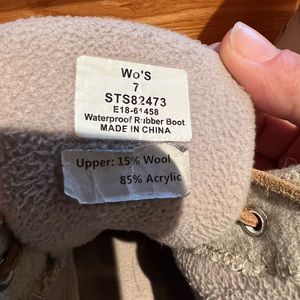 Wo'S
7
STS82473
E18-61458
Waterproof Rubber Boot
MADE IN CHINA
Upper: 15% Wool
85% Acrylic